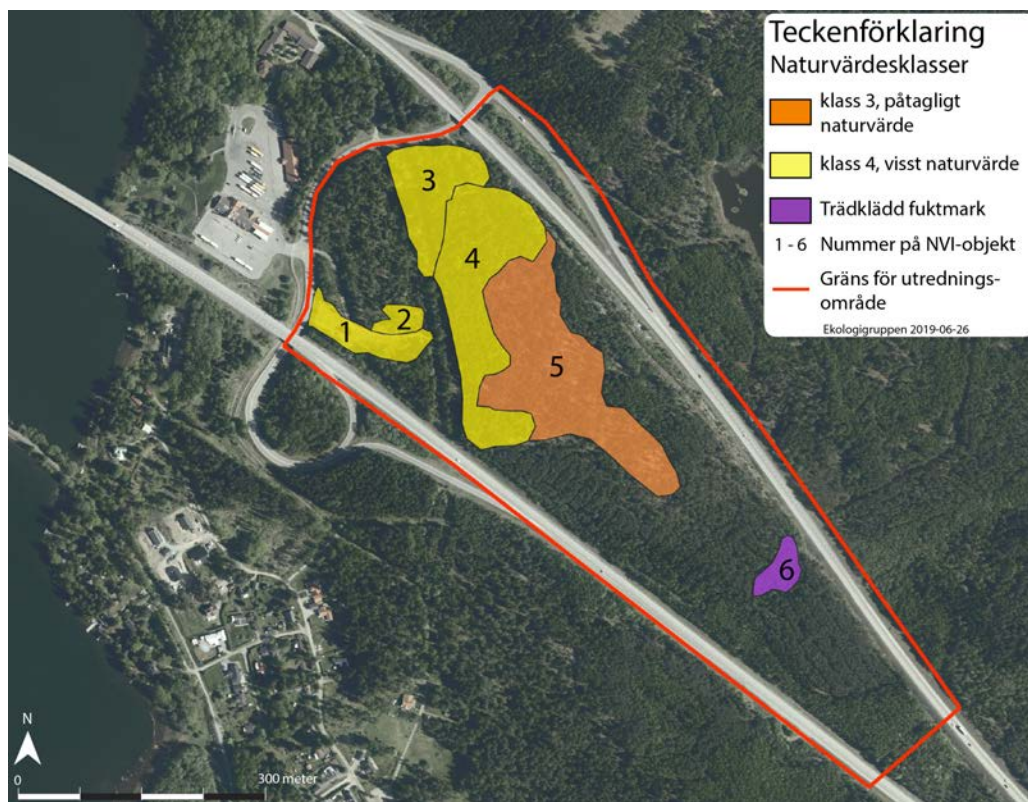 Teckenförklaring
Naturvärdesklasser
klass 3, påtagligt
naturvärde
klass 4, visst naturvärde
Trädklädd fuktmark
1 - 6 Nummer på NVI-objekt
Gräns för utrednings-
område
Ekologigruppen 2019-06-26
3
4
2
1
5
6
N
0
300 meter